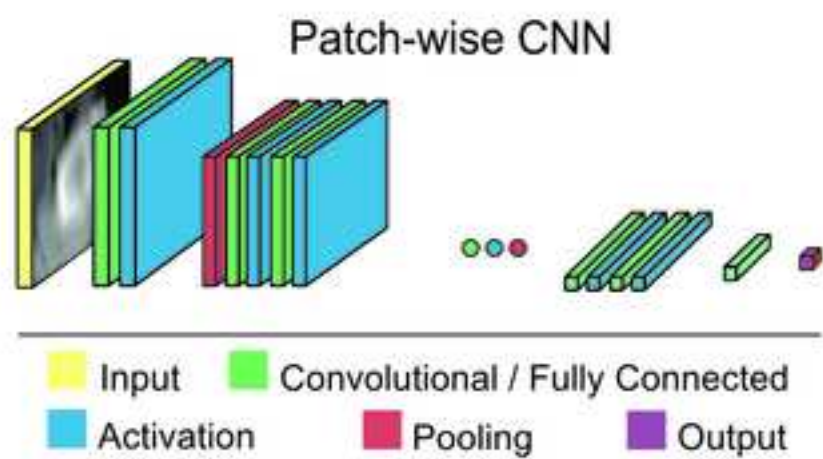 Patch-wise CNN
Input Convolutional / Fully Connected
Activation Pooling Output